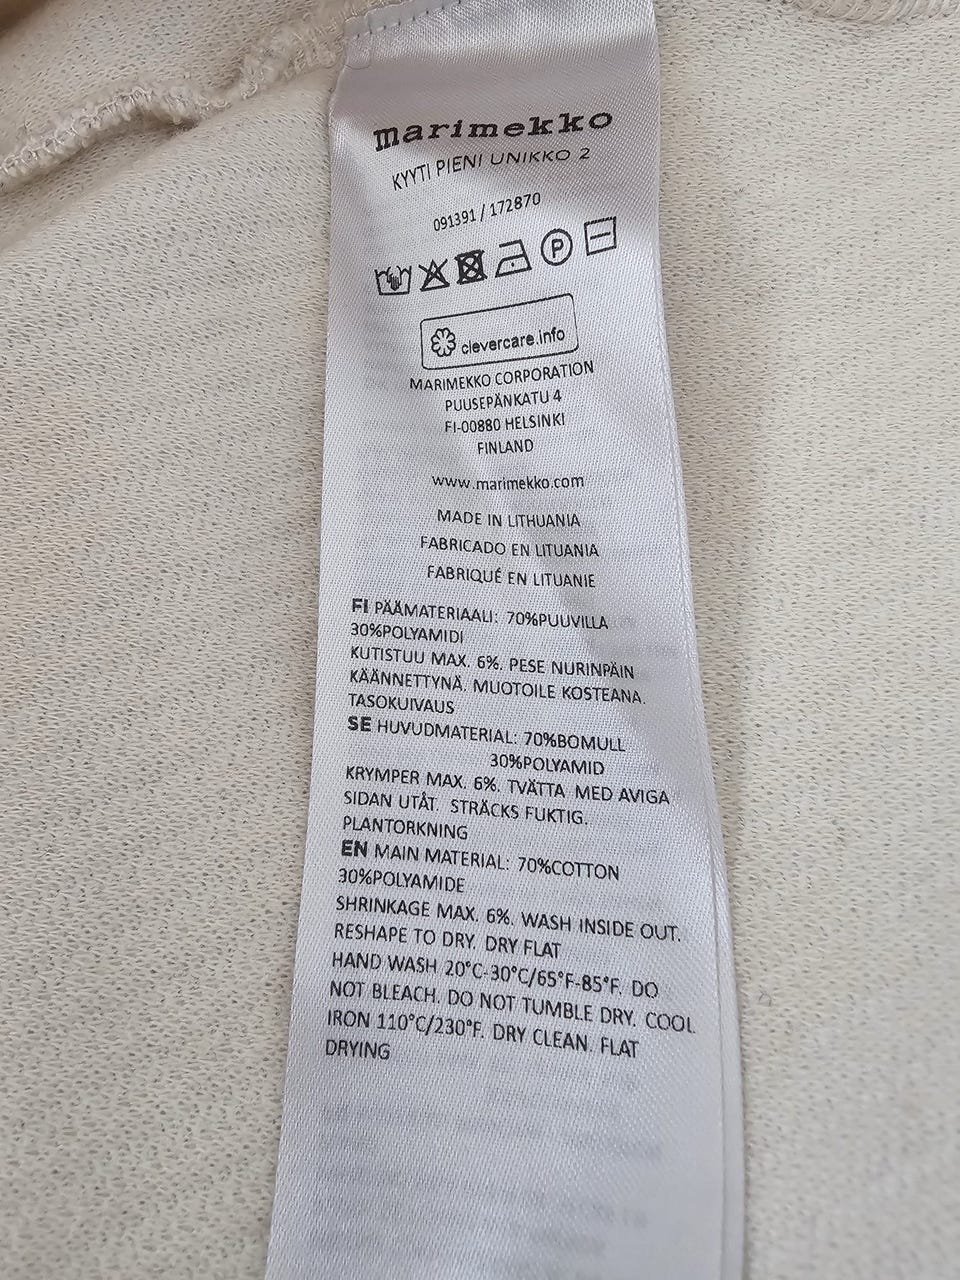 marimekko
KYYTI PIENI UNIKKO 2
091391 / 172870
P
clevercare.info
MARIMEKKO CORPORATION
PUUSEPÄNKATU 4
FI-00880 HELSINKI
FINLAND
www.marimekko.com
MADE IN LITHUANIA
FABRICADO EN LITUANIA
FABRIQUÉ EN LITUANIE
FI PÄÄMATERIAALI: 70%PUUVILLA
30%POLYAMIDI
KUTISTUU MAX. 6%. PESE NURINPÄIN
KÄÄNNETTYNÄ. MUOTOILE KOSTEANA.
TASOKUIVAUS
SE HUVUDMATERIAL: 70%BOMULL
30%POLYAMID
KRYMPER MAX. 6%. TVÄTTA MED AVIGA
SIDAN UTÅT. STRÄCKS FUKTIG.
PLANTORKNING
EN MAIN MATERIAL: 70%COTTON
30%POLYAMIDE
SHRINKAGE MAX. 6%. WASH INSIDE OUT.
RESHAPE TO DRY. DRY FLAT
HAND WASH 20°C-30°C/65°F-85°F. DO
NOT BLEACH. DO NOT TUMBLE DRY. COOL
IRON 110°C/230°F. DRY CLEAN. FLAT
DRYING